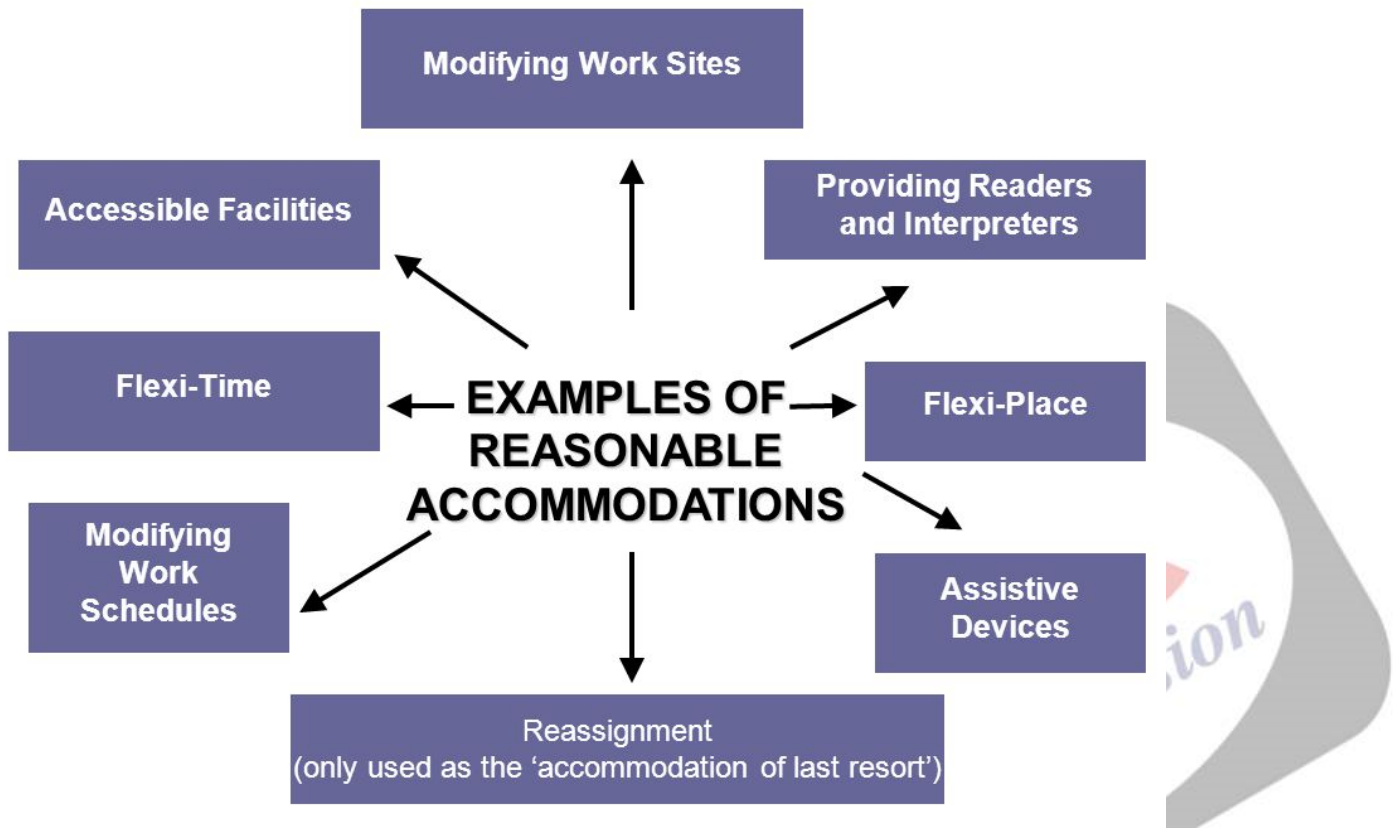 Modifying Work Sites
Accessible Facilities
Providing Readers
and Interpreters
Flexi-Time
EXAMPLES OF
REASONABLE
ACCOMMODATIONS
Flexi-Place
Modifying
Work
Schedules
Assistive
Devices
Reassignment
(only used as the ‘accommodation of last resort’)